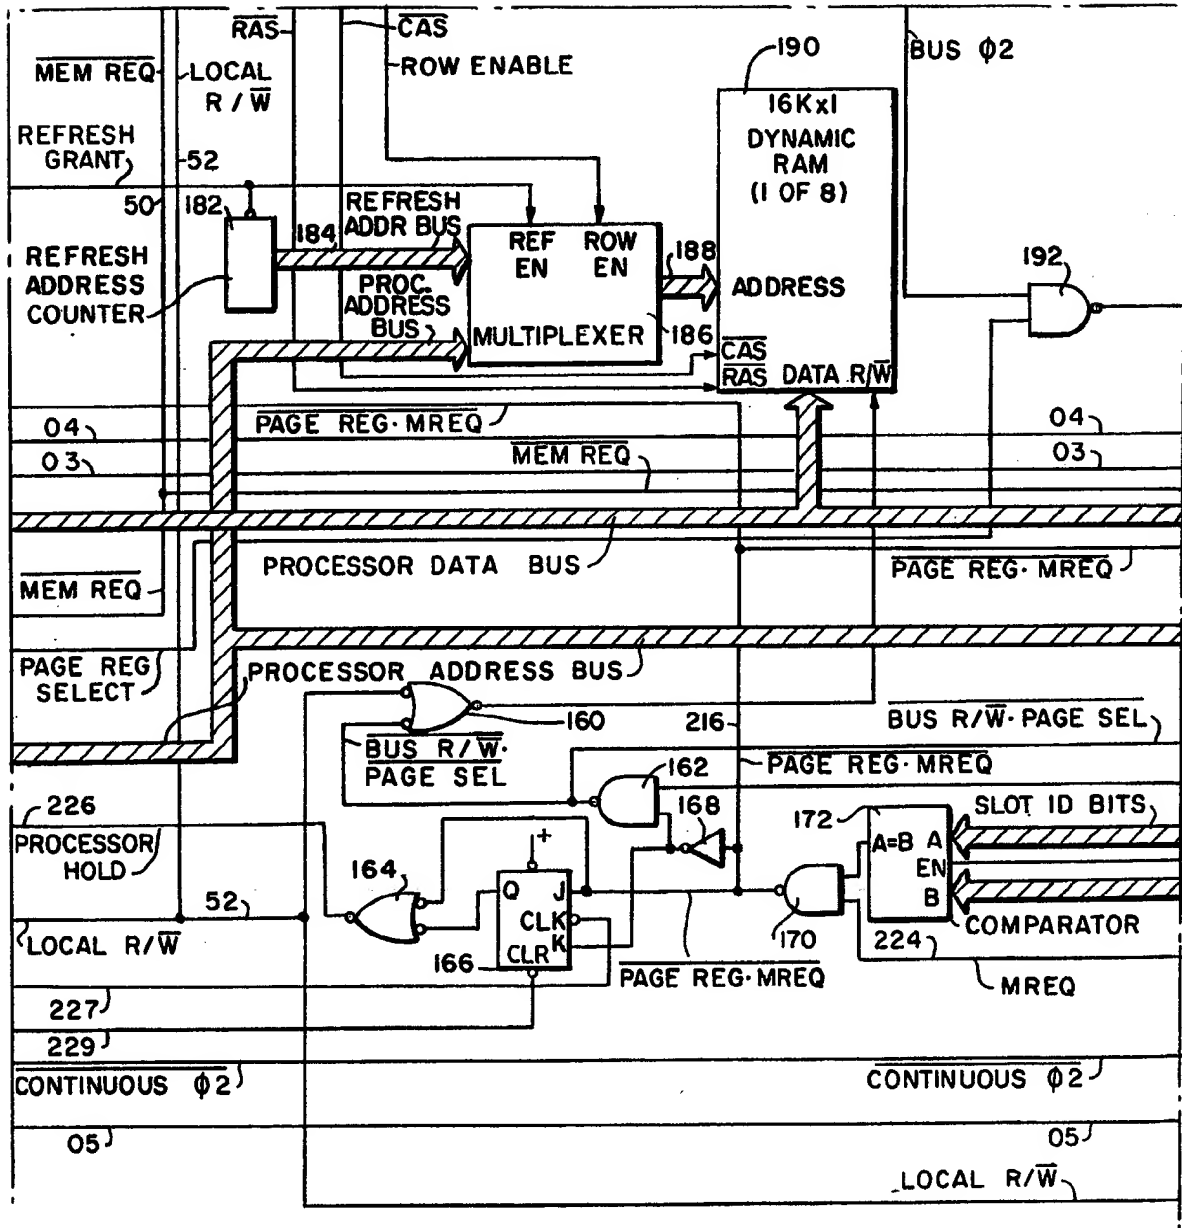 RAS
CAS
190
BUS ϕ2
MEM REQ
LOCAL
R / W
ROW ENABLE
16K x 1
DYNAMIC
RAM
(1 OF 8)
REFRESH
GRANT
52
50
182
184
REFRESH
ADDR BUS
REF
EN
ROW
EN
188
192
REFRESH
ADDRESS
COUNTER
PROC.
ADDRESS
BUS
ADDRESS
MULTIPLEXER
186
CAS
RAS
DATA
R/W
PAGE REG·MREQ
04
04
03
MEM REQ
03
PROCESSOR DATA BUS
PAGE REG·MREQ
MEM REQ
PAGE REG
SELECT
PROCESSOR ADDRESS BUS
160
216
BUS R/W·PAGE SEL
BUS R/W·
PAGE SEL
162
PAGE REG·MREQ
168
172
SLOT ID BITS
226
PROCESSOR
HOLD
+
A=B
A
EN
B
164
Q
J
CLK
K
CLR
52
LOCAL R/W
166
170
COMPARATOR
224
PAGE REG·MREQ
MREQ
227
229
CONTINUOUS ϕ2
CONTINUOUS ϕ2
05
05
LOCAL R/W